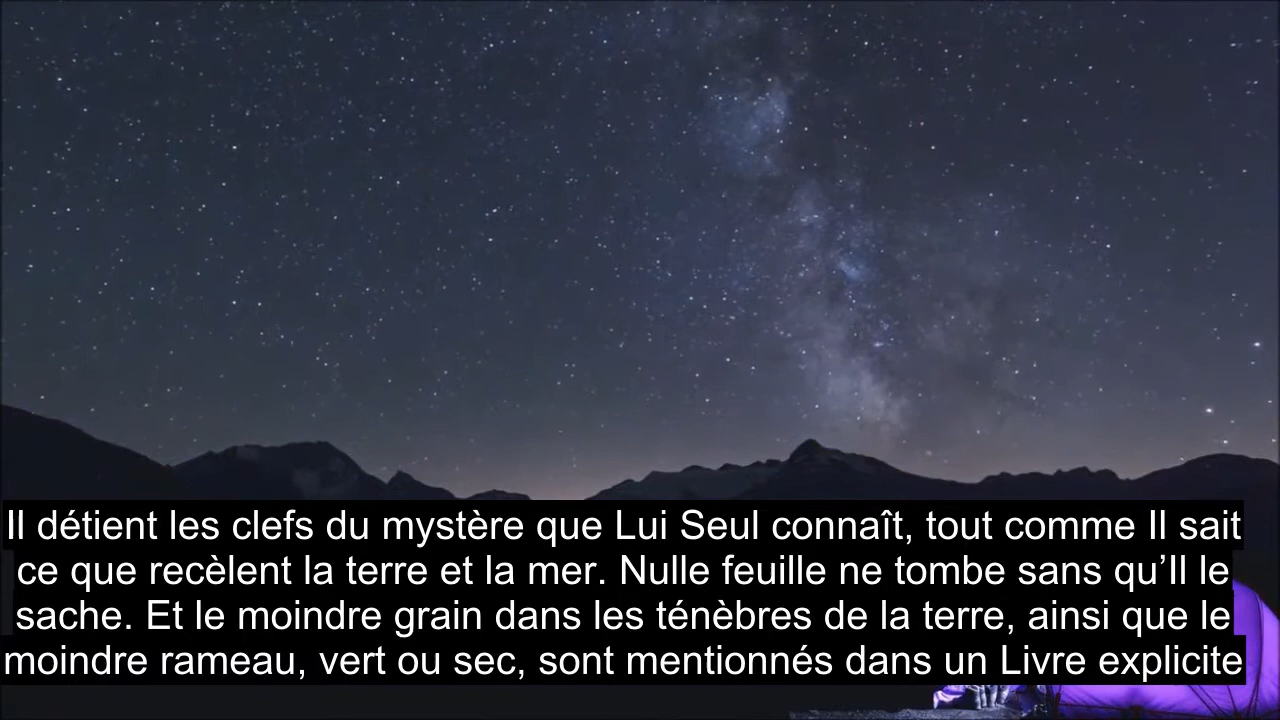 Il détient les clefs du mystère que Lui Seul connaît, tout comme Il sait
ce que recèlent la terre et la mer. Nulle feuille ne tombe sans qu’Il le
sache. Et le moindre grain dans les ténèbres de la terre, ainsi que le
moindre rameau, vert ou sec, sont mentionnés dans un Livre explicite